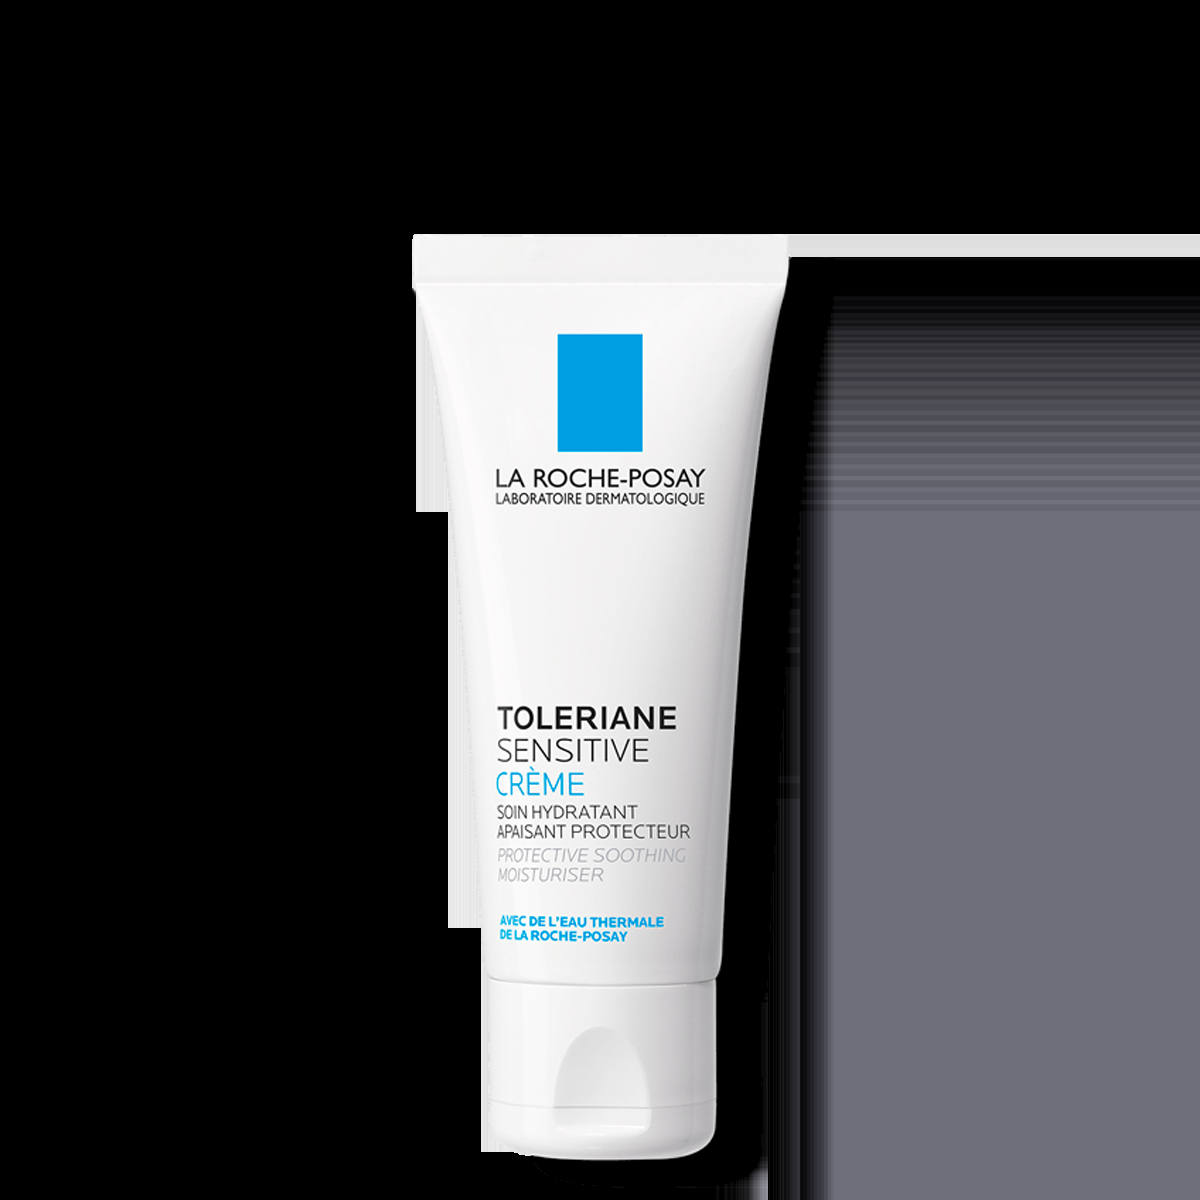 LA ROCHE-POSAY
LABORATOIRE DERMATOLOGIQUE
TOLERIANE
SENSITIVE
CRÈME
SOIN HYDRATANT
APAISANT PROTECTEUR
PROTECTIVE SOOTHING
MOISTURISER
AVEC DE L'EAU THERMALE
DE LA ROCHE-POSAY